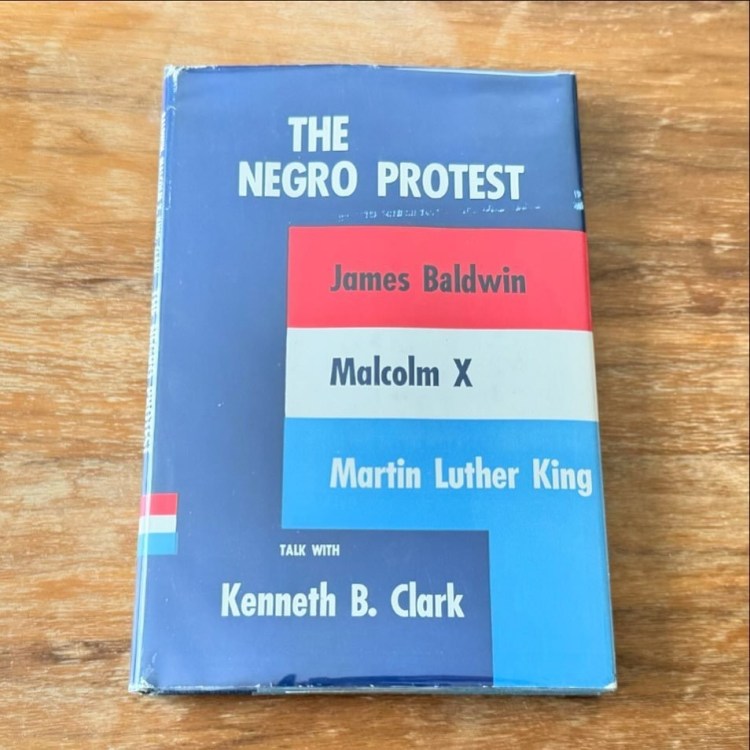 THE
NEGRO PROTEST
James Baldwin
Malcolm X
Martin Luther King
TALK WITH
Kenneth B. Clark